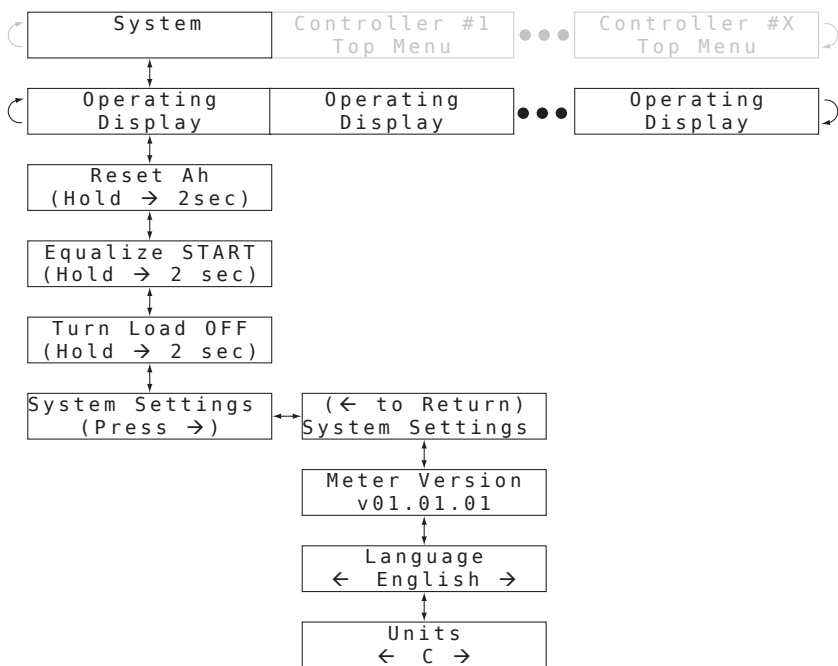 System
Controller #1
Top Menu
Controller #X
Top Menu
Operating
Display
Operating
Display
Operating
Display
Reset Ah
(Hold → 2sec)
Equalize START
(Hold → 2 sec)
Turn Load OFF
(Hold → 2 sec)
System Settings
(Press →)
(← to Return)
System Settings
Meter Version
v01.01.01
Language
← English →
Units
← C →